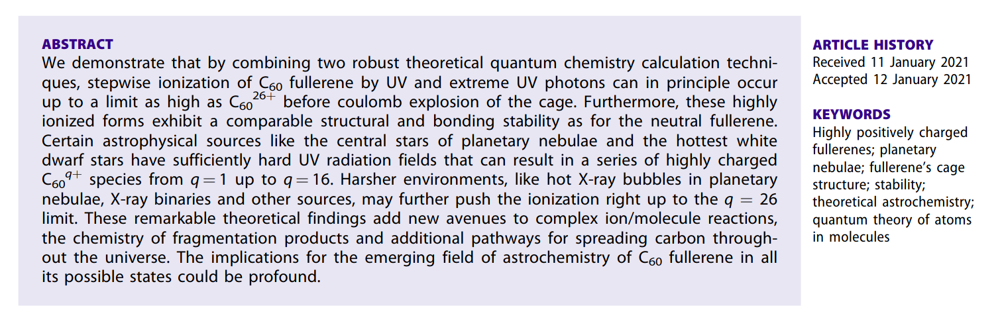 ABSTRACT
We demonstrate that by combining two robust theoretical quantum chemistry calculation techni-
ques, stepwise ionization of C₆₀ fullerene by UV and extreme UV photons can in principle occur
up to a limit as high as C₆₀²⁶⁺ before coulomb explosion of the cage. Furthermore, these highly
ionized forms exhibit a comparable structural and bonding stability as for the neutral fullerene.
Certain astrophysical sources like the central stars of planetary nebulae and the hottest white
dwarf stars have sufficiently hard UV radiation fields that can result in a series of highly charged
C₆₀q⁺ species from q = 1 up to q = 16. Harsher environments, like hot X-ray bubbles in planetary
nebulae, X-ray binaries and other sources, may further push the ionization right up to the q = 26
limit. These remarkable theoretical findings add new avenues to complex ion/molecule reactions,
the chemistry of fragmentation products and additional pathways for spreading carbon through-
out the universe. The implications for the emerging field of astrochemistry of C₆₀ fullerene in all
its possible states could be profound.
ARTICLE HISTORY
Received 11 January 2021
Accepted 12 January 2021
KEYWORDS
Highly positively charged
fullerenes; planetary
nebulae; fullerene's cage
structure; stability;
theoretical astrochemistry;
quantum theory of atoms
in molecules